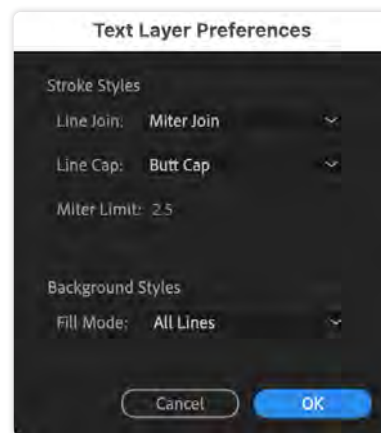 Text Layer Preferences
Stroke Styles
Line Join: Miter Join
Line Cap: Butt Cap
Miter Limit: 2.5
Background Styles
Fill Mode: All Lines
Cancel OK